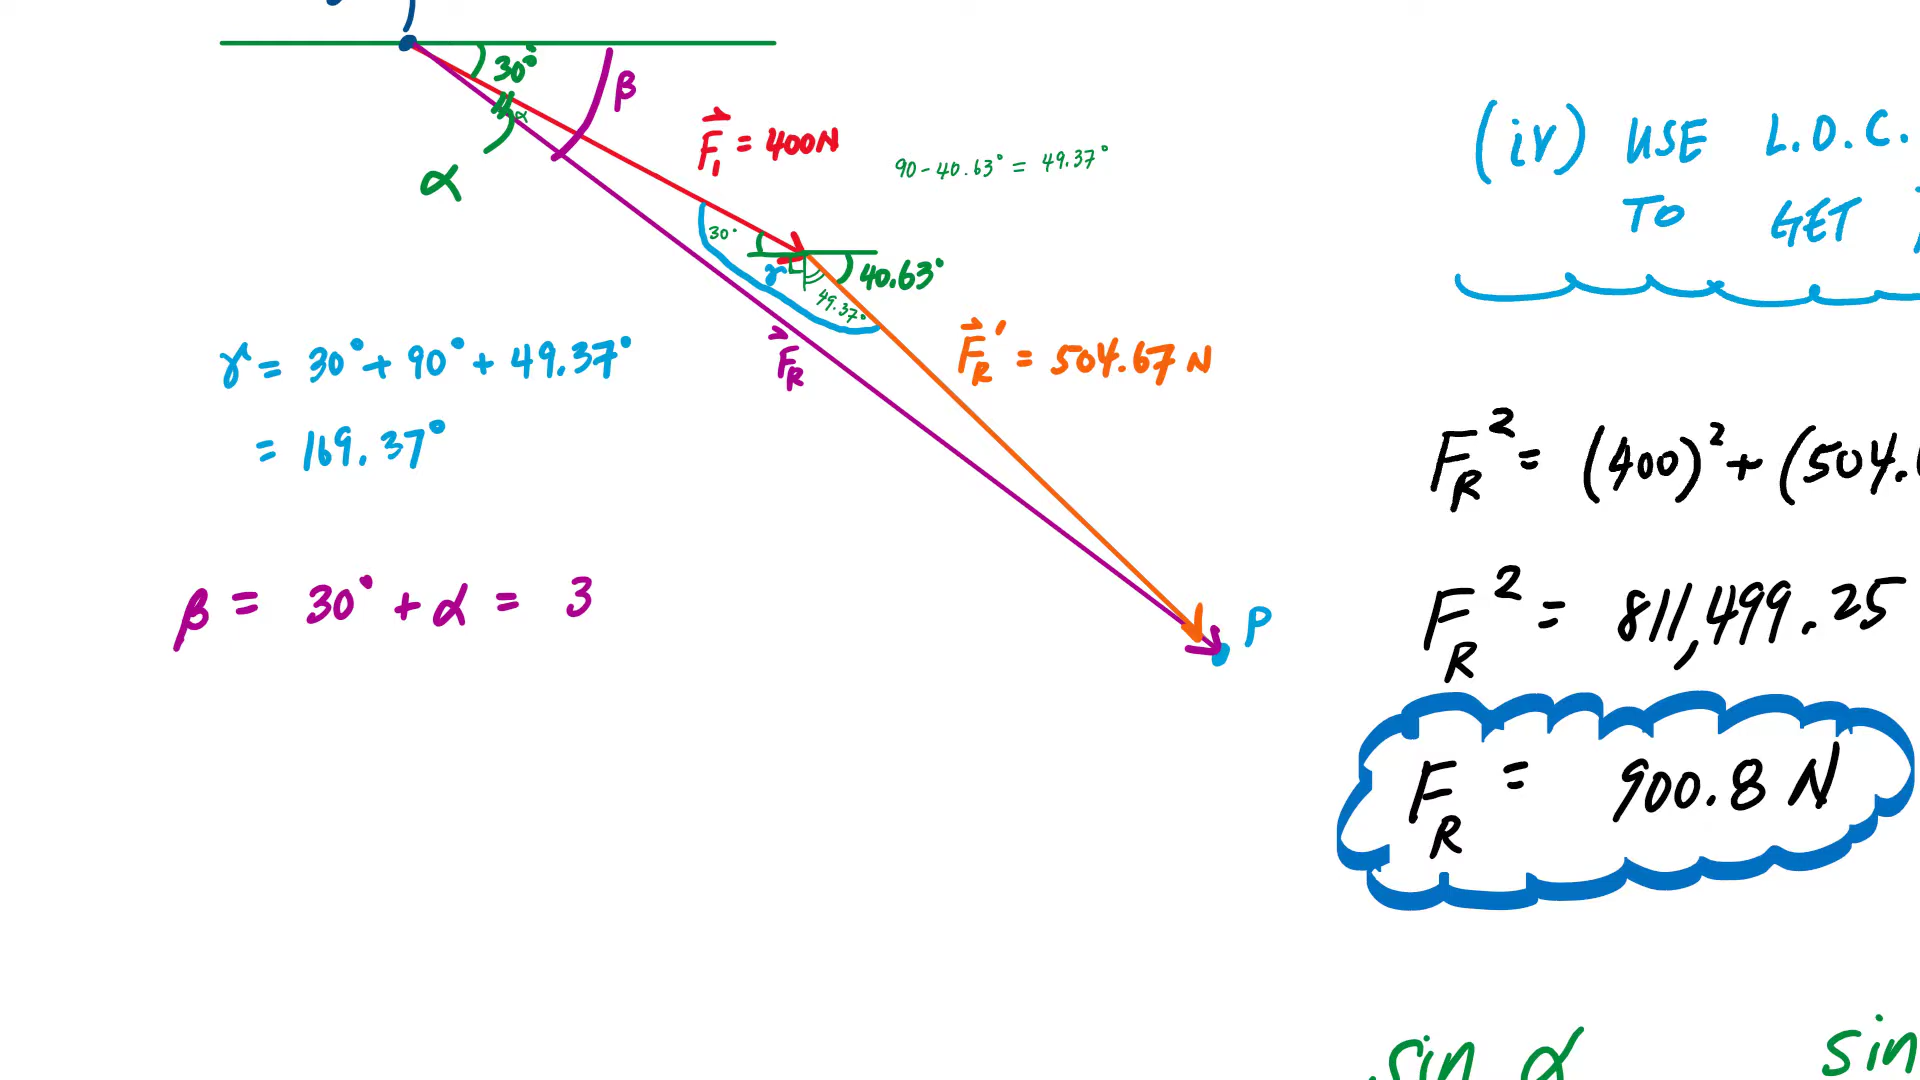 30°
β
α
α
F₁ = 400N
90 - 40.63° = 49.37°
30°
γ
40.63°
49.37°
F_R
F_R' = 504.67 N
γ = 30° + 90° + 49.37°
= 169.37°
β = 30° + α = 3
P
(iv) USE L.O.C.
TO GET
F_R² = (400)² + (504.
F_R² = 811,499.25
F_R = 900.8 N
sin α sin